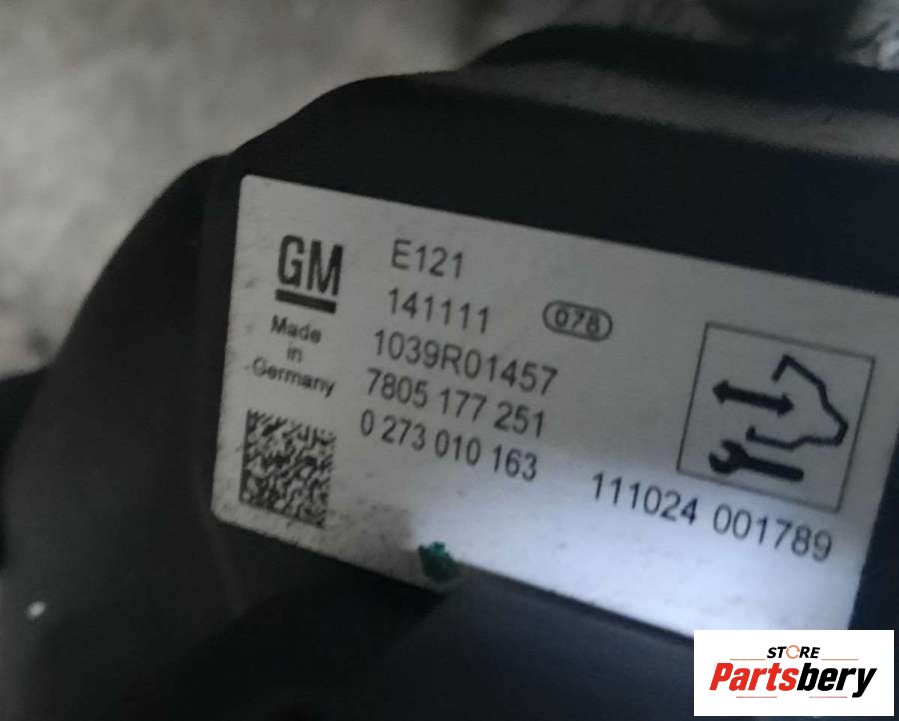 GM
Made
in
Germany
E121
141111 078
1039R01457
7805 177 251
0 273 010 163
111024 001789
STORE
Partsbery